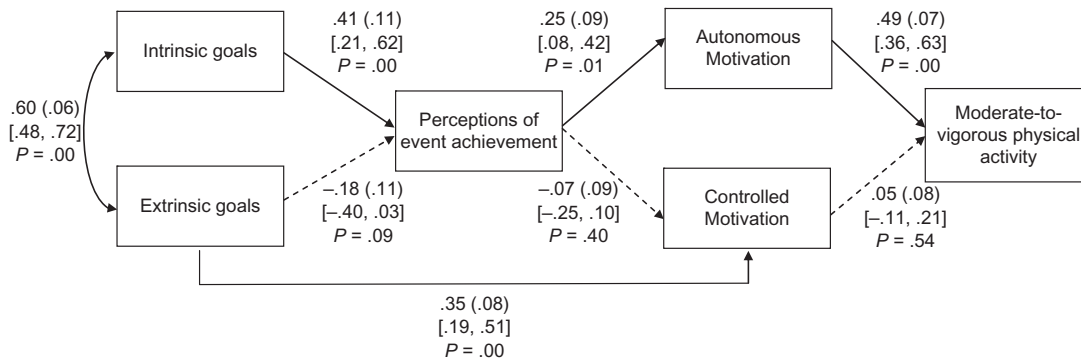 .41 (.11)
[.21, .62]
P = .00
.25 (.09)
[.08, .42]
P = .01
.49 (.07)
[.36, .63]
P = .00
Intrinsic goals
Autonomous
Motivation
.60 (.06)
[.48, .72]
P = .00
Perceptions of
event achievement
Moderate-to-
vigorous physical
activity
Extrinsic goals
–.18 (.11)
[–.40, .03]
P = .09
–.07 (.09)
[–.25, .10]
P = .40
Controlled
Motivation
.05 (.08)
[–.11, .21]
P = .54
.35 (.08)
[.19, .51]
P = .00